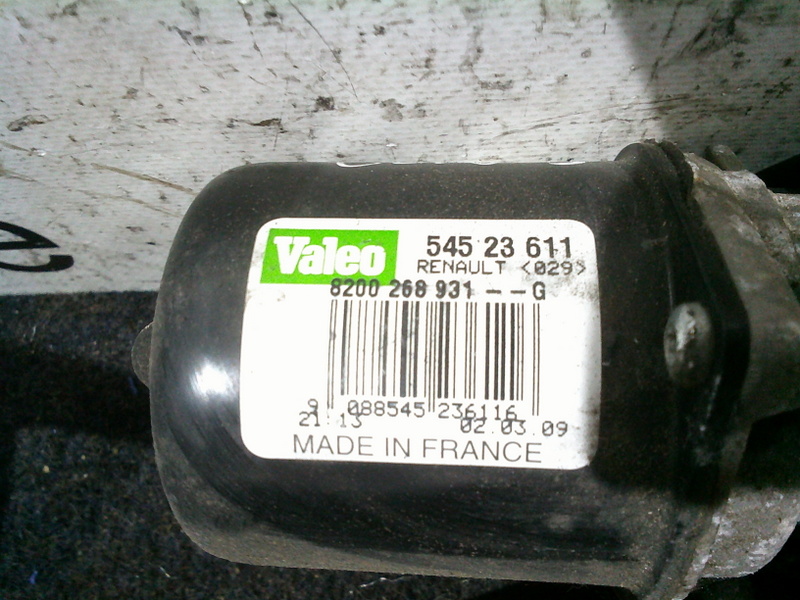 Valeo
545 23 611
RENAULT <029>
8200 268 931 -- G
9 088545 236116
21:13 02.03.09
MADE IN FRANCE